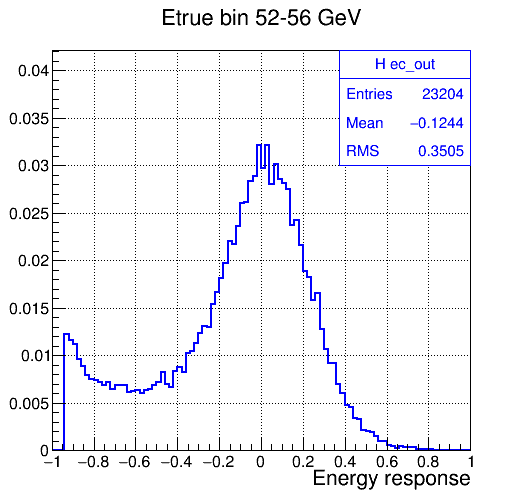 Etrue bin 52-56 GeV
H ec_out
Entries 23204
Mean −0.1244
RMS 0.3505
0.04
0.035
0.03
0.025
0.02
0.015
0.01
0.005
0
−1 −0.8 −0.6 −0.4 −0.2 0 0.2 0.4 0.6 0.8 1
Energy response